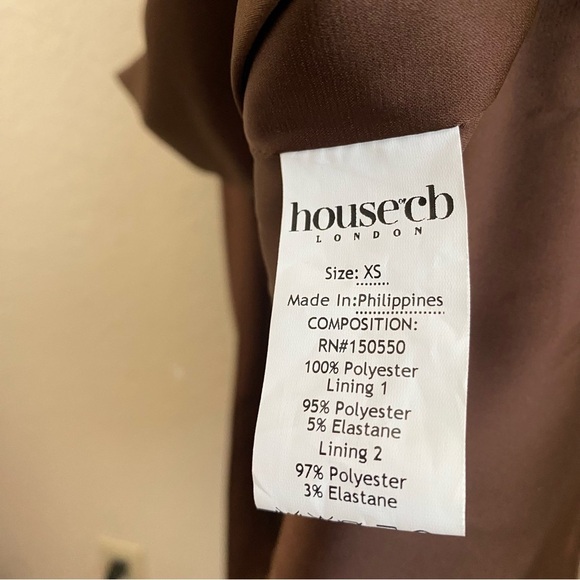 house of cb
LONDON
Size: XS
Made In:Philippines
COMPOSITION:
RN#150550
100% Polyester
Lining 1
95% Polyester
5% Elastane
Lining 2
97% Polyester
3% Elastane